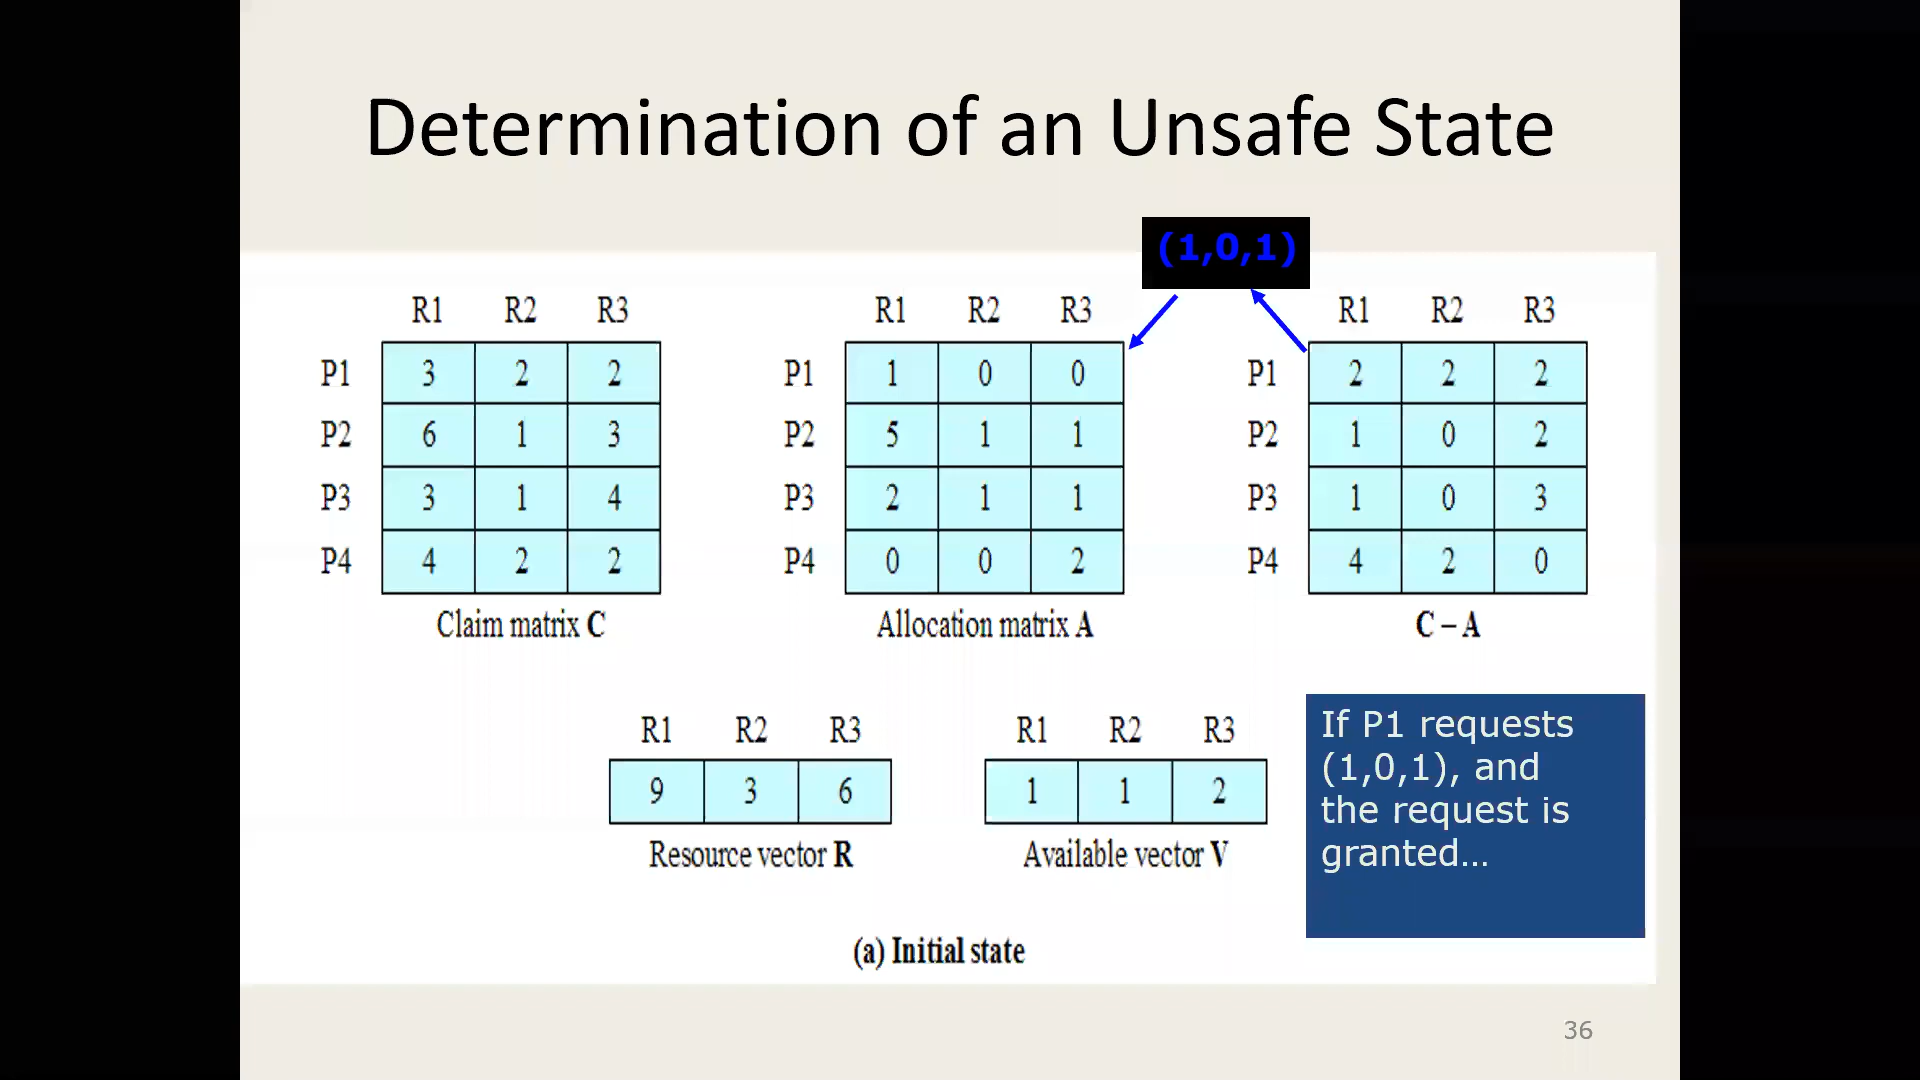 Determination of an Unsafe State
(1,0,1)
R1 R2 R3
P1 3 2 2
P2 6 1 3
P3 3 1 4
P4 4 2 2
Claim matrix C
R1 R2 R3
P1 1 0 0
P2 5 1 1
P3 2 1 1
P4 0 0 2
Allocation matrix A
R1 R2 R3
P1 2 2 2
P2 1 0 2
P3 1 0 3
P4 4 2 0
C – A
R1 R2 R3
9 3 6
Resource vector R
R1 R2 R3
1 1 2
Available vector V
If P1 requests
(1,0,1), and
the request is
granted…
(a) Initial state
36